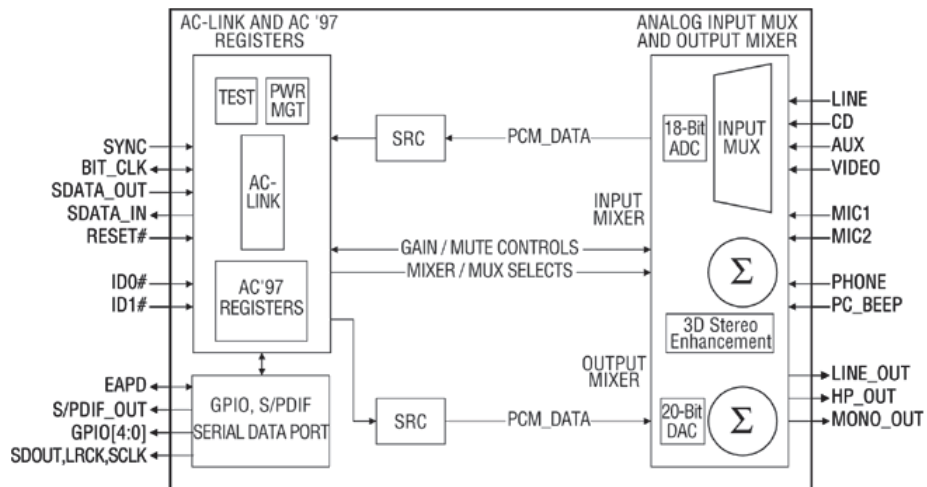 AC-LINK AND AC '97
REGISTERS
ANALOG INPUT MUX
AND OUTPUT MIXER
TEST
PWR
MGT
AC-
LINK
AC'97
REGISTERS
SYNC
BIT_CLK
SDATA_OUT
SDATA_IN
RESET#
ID0#
ID1#
EAPD
S/PDIF_OUT
GPIO[4:0]
SDOUT,LRCK,SCLK
GPIO, S/PDIF
SERIAL DATA PORT
SRC
PCM_DATA
GAIN / MUTE CONTROLS
MIXER / MUX SELECTS
SRC
PCM_DATA
18-Bit
ADC
INPUT
MUX
INPUT
MIXER
Σ
3D Stereo
Enhancement
OUTPUT
MIXER
20-Bit
DAC
Σ
LINE
CD
AUX
VIDEO
MIC1
MIC2
PHONE
PC_BEEP
LINE_OUT
HP_OUT
MONO_OUT